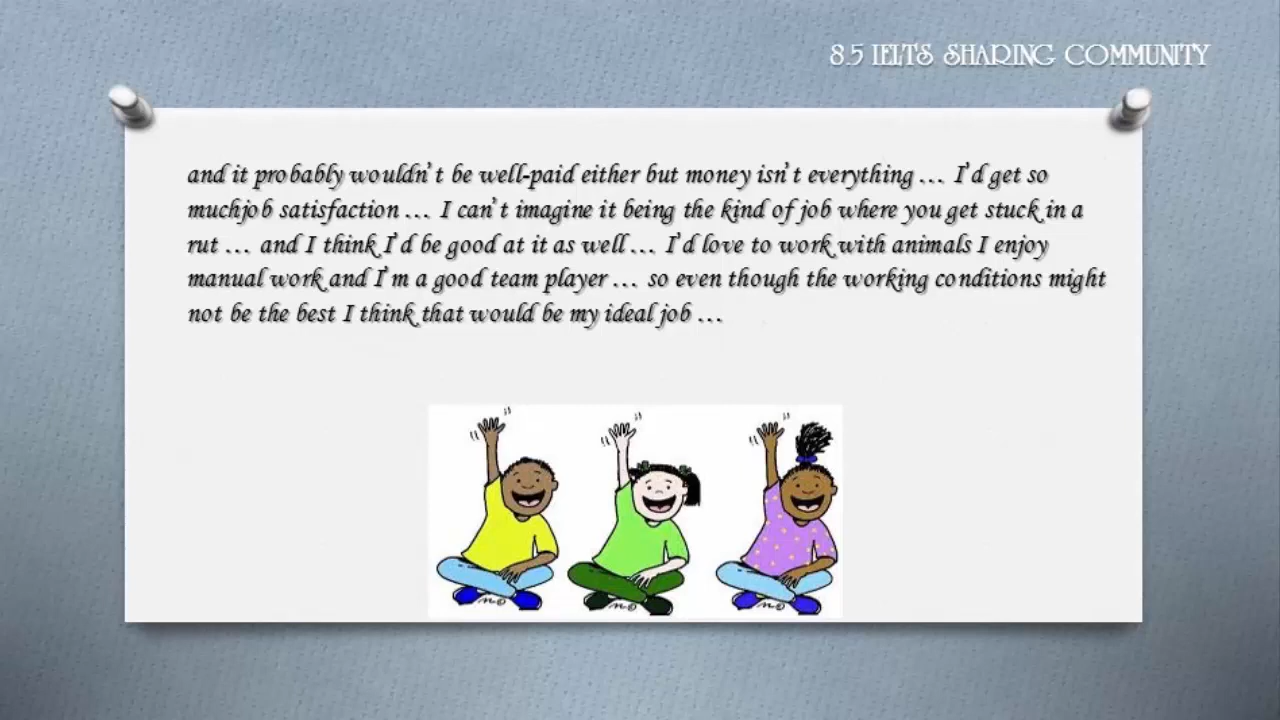 8.5 IELTS SHARING COMMUNITY
and it probably wouldn't be well-paid either but money isn't everything … I'd get so
muchjob satisfaction … I can't imagine it being the kind of job where you get stuck in a
rut … and I think I'd be good at it as well … I'd love to work with animals I enjoy
manual work and I'm a good team player … so even though the working conditions might
not be the best I think that would be my ideal job …